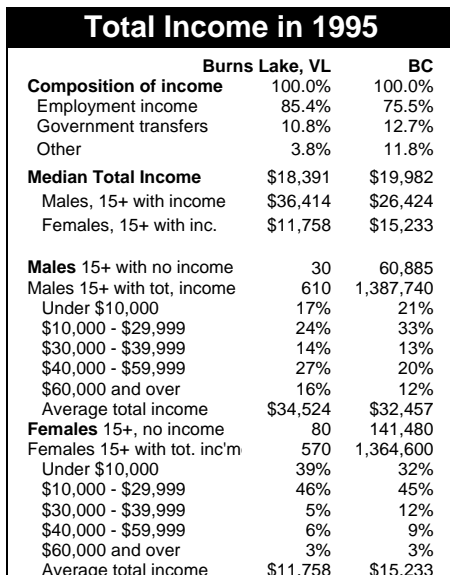 Total Income in 1995
Burns Lake, VL BC
Composition of income 100.0% 100.0%
Employment income 85.4% 75.5%
Government transfers 10.8% 12.7%
Other 3.8% 11.8%
Median Total Income $18,391 $19,982
Males, 15+ with income $36,414 $26,424
Females, 15+ with inc. $11,758 $15,233
Males 15+ with no income 30 60,885
Males 15+ with tot, income 610 1,387,740
Under $10,000 17% 21%
$10,000 - $29,999 24% 33%
$30,000 - $39,999 14% 13%
$40,000 - $59,999 27% 20%
$60,000 and over 16% 12%
Average total income $34,524 $32,457
Females 15+, no income 80 141,480
Females 15+ with tot. inc'm 570 1,364,600
Under $10,000 39% 32%
$10,000 - $29,999 46% 45%
$30,000 - $39,999 5% 12%
$40,000 - $59,999 6% 9%
$60,000 and over 3% 3%
Average total income $11,758 $15,233